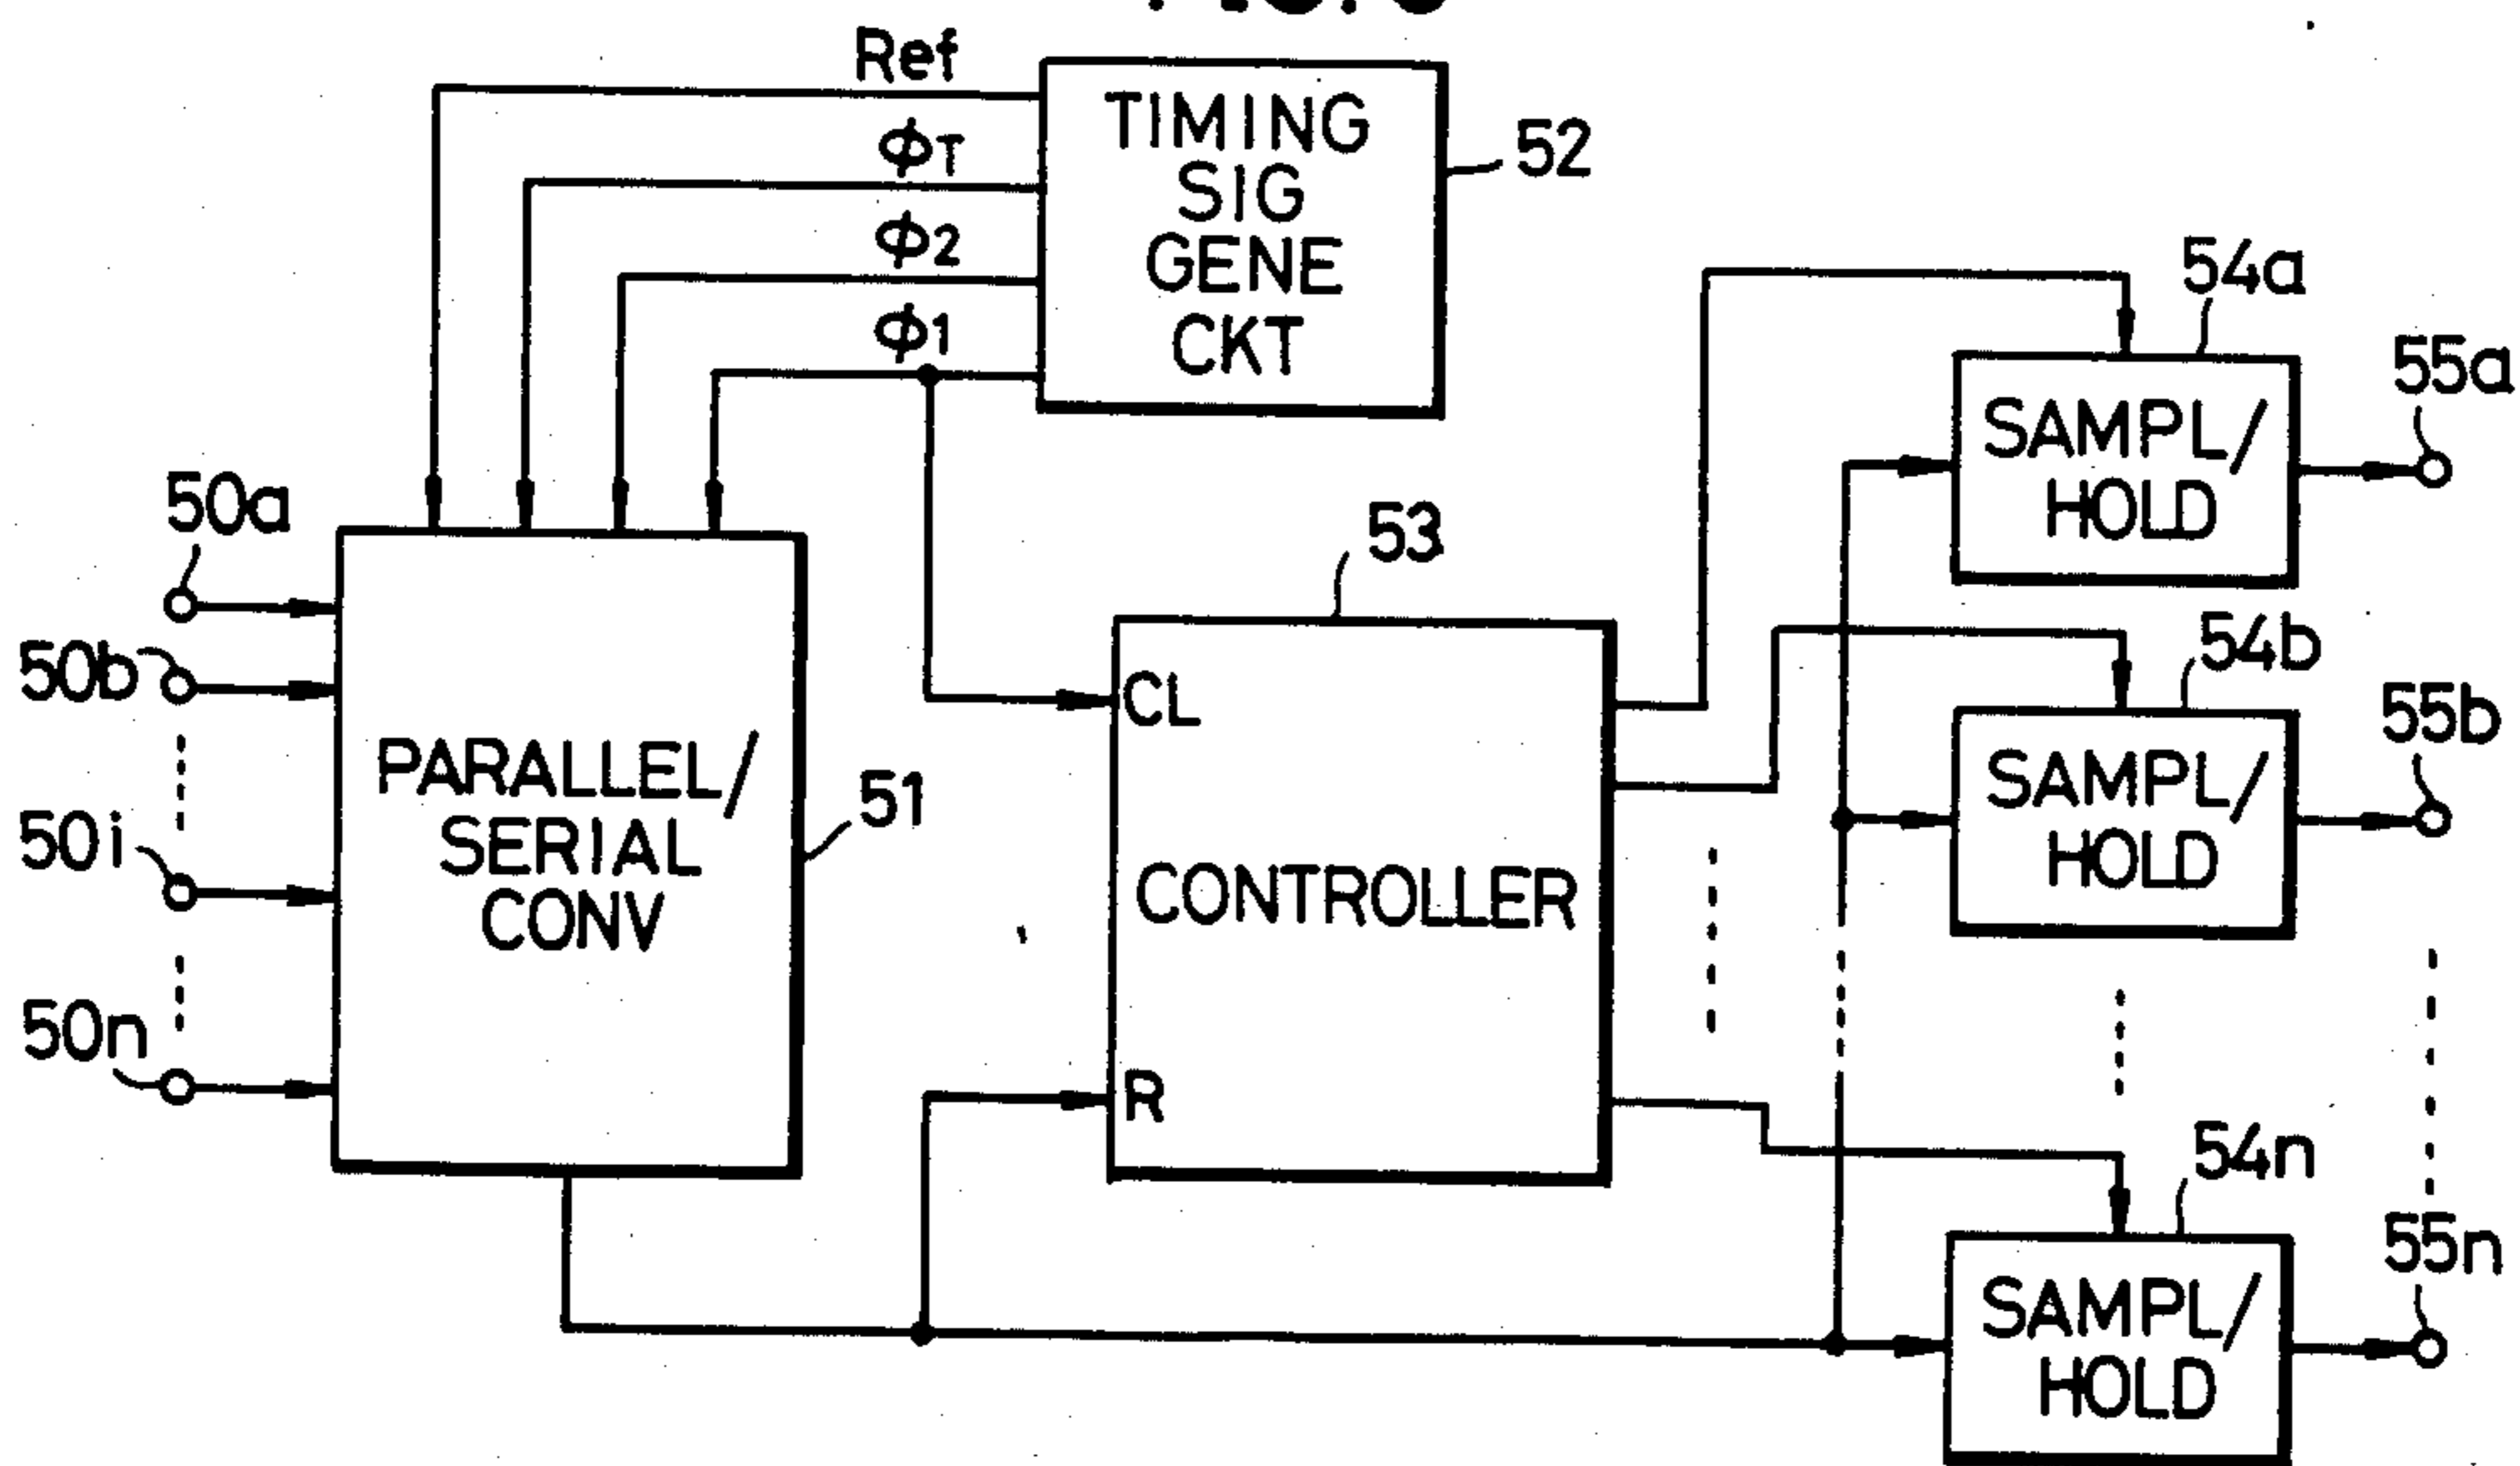 Ref
TIMING
SIG
GENE
CKT
ϕT
52
ϕ2
ϕ1
54a
55a
SAMPL/
HOLD
50a
53
50b
CL
54b
55b
PARALLEL/
SERIAL
CONV
51
SAMPL/
HOLD
50i
CONTROLLER
50n
R
54n
55n
SAMPL/
HOLD